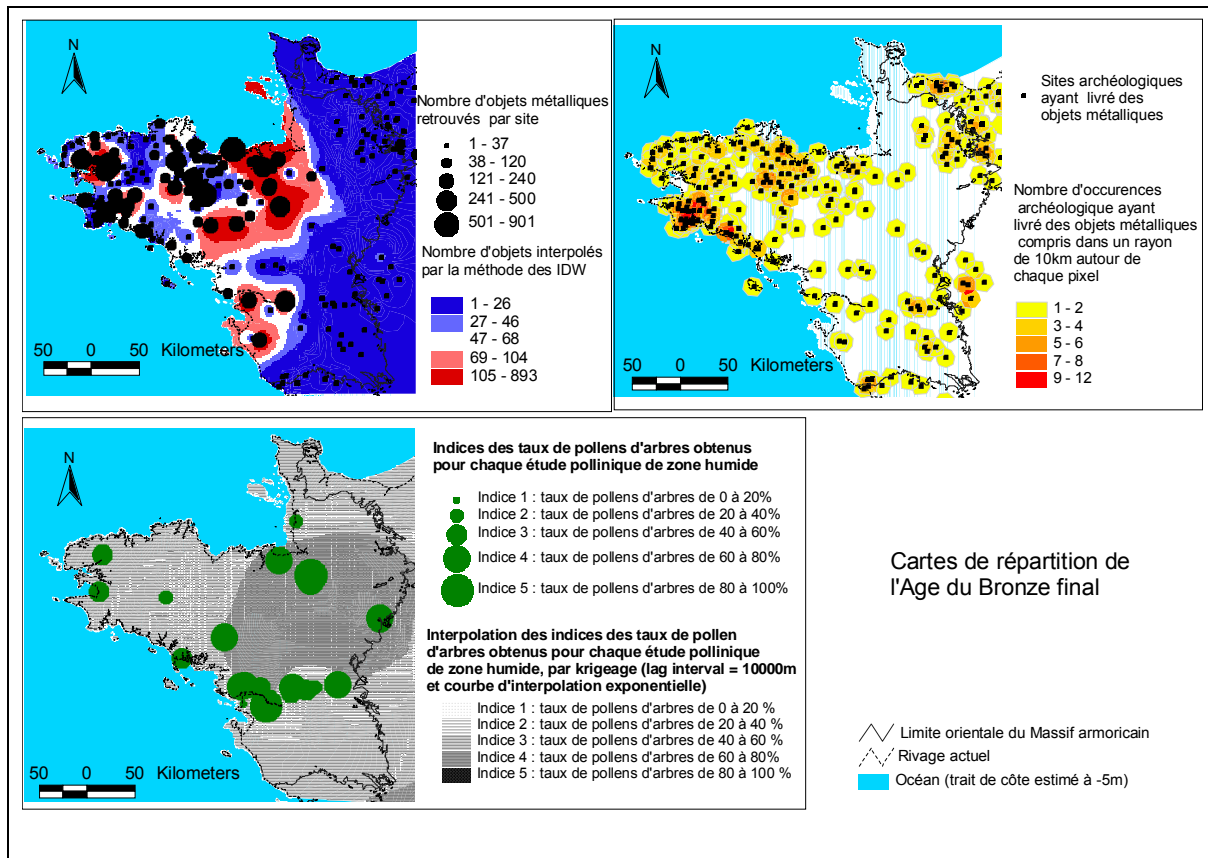 N
Nombre d'objets métalliques
retrouvés par site
1 - 37
38 - 120
121 - 240
241 - 500
501 - 901
Nombre d'objets interpolés
par la méthode des IDW
1 - 26
27 - 46
47 - 68
69 - 104
105 - 893
50 0 50 Kilometers
N
Sites archéologiques
ayant livré des
objets métalliques
Nombre d'occurences
archéologique ayant
livré des objets métalliques
compris dans un rayon
de 10km autour de
chaque pixel
1 - 2
3 - 4
5 - 6
7 - 8
9 - 12
50 0 50 Kilometers
N
Indices des taux de pollens d'arbres obtenus
pour chaque étude pollinique de zone humide
Indice 1 : taux de pollens d'arbres de 0 à 20%
Indice 2 : taux de pollens d'arbres de 20 à 40%
Indice 3 : taux de pollens d'arbres de 40 à 60%
Indice 4 : taux de pollens d'arbres de 60 à 80%
Indice 5 : taux de pollens d'arbres de 80 à 100%
Interpolation des indices des taux de pollen
d'arbres obtenus pour chaque étude pollinique
de zone humide, par krigeage (lag interval = 10000m
et courbe d'interpolation exponentielle)
Indice 1 : taux de pollens d'arbres de 0 à 20 %
Indice 2 : taux de pollens d'arbres de 20 à 40 %
Indice 3 : taux de pollens d'arbres de 40 à 60 %
Indice 4 : taux de pollens d'arbres de 60 à 80%
Indice 5 : taux de pollens d'arbres de 80 à 100 %
50 0 50 Kilometers
Cartes de répartition de
l'Age du Bronze final
Limite orientale du Massif armoricain
Rivage actuel
Océan (trait de côte estimé à -5m)